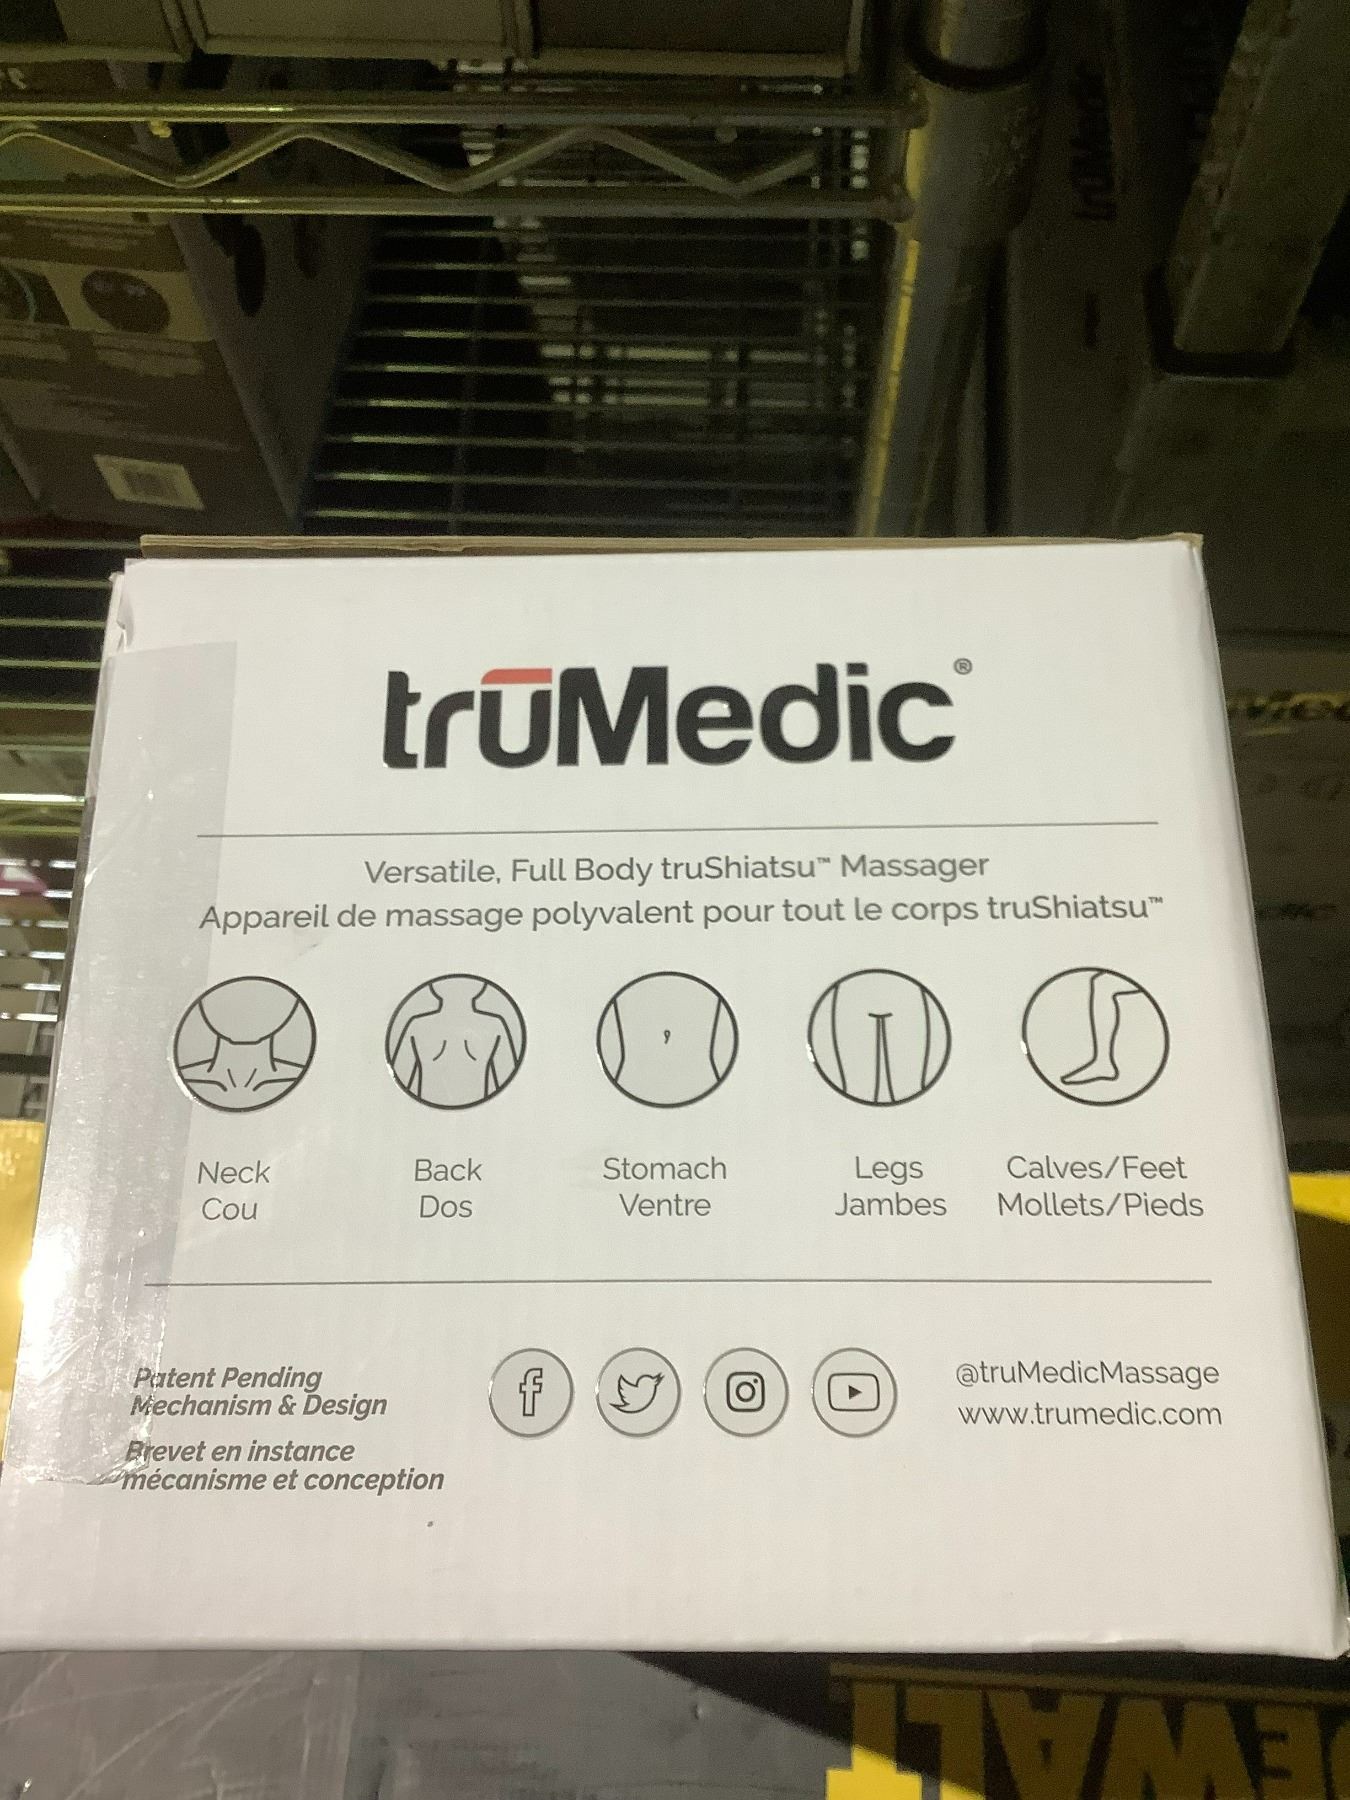 trūMedic®
Versatile, Full Body truShiatsu™ Massager
Appareil de massage polyvalent pour tout le corps truShiatsu™
Neck
Cou
Back
Dos
Stomach
Ventre
Legs
Jambes
Calves/Feet
Mollets/Pieds
Patent Pending
Mechanism & Design
Brevet en instance
mécanisme et conception
@truMedicMassage
www.trumedic.com
DEWALT